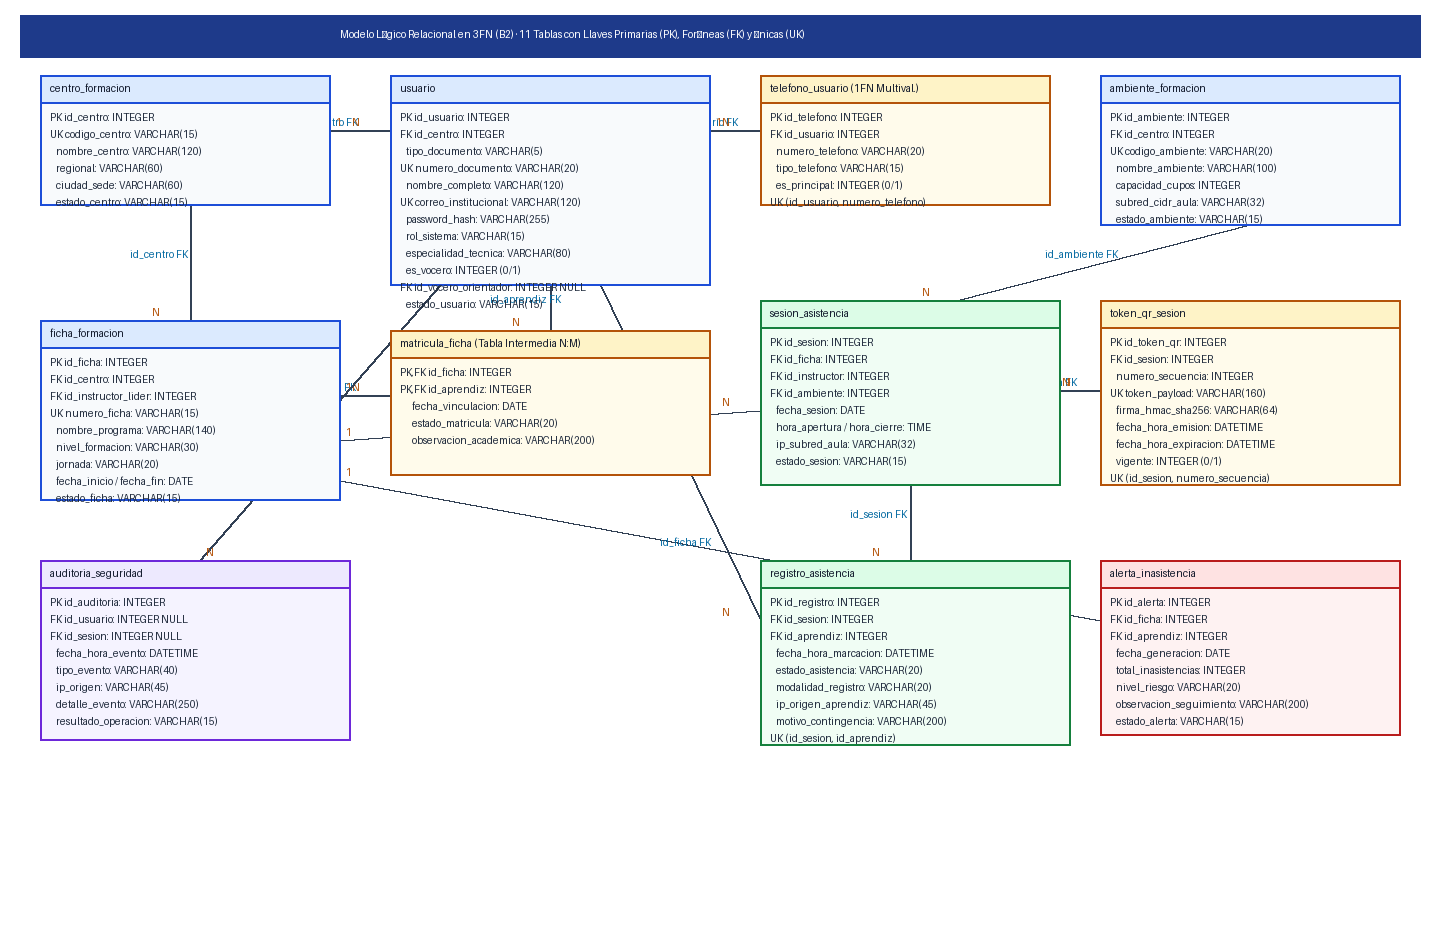 Modelo L▯gico Relacional en 3FN (B2) · 11 Tablas con Llaves Primarias (PK), For▯neas (FK) y ▯nicas (UK)
centro_formacion
PK id_centro: INTEGER
UK codigo_centro: VARCHAR(15)
nombre_centro: VARCHAR(120)
regional: VARCHAR(60)
ciudad_sede: VARCHAR(60)
estado_centro: VARCHAR(15)
usuario
PK id_usuario: INTEGER
FK id_centro: INTEGER
tipo_documento: VARCHAR(5)
UK numero_documento: VARCHAR(20)
nombre_completo: VARCHAR(120)
UK correo_institucional: VARCHAR(120)
password_hash: VARCHAR(255)
rol_sistema: VARCHAR(15)
especialidad_tecnica: VARCHAR(80)
es_vocero: INTEGER (0/1)
FK id_vocero_orientador: INTEGER NULL
estado_usuario: VARCHAR(15)
telefono_usuario (1FN Multival.)
PK id_telefono: INTEGER
FK id_usuario: INTEGER
numero_telefono: VARCHAR(20)
tipo_telefono: VARCHAR(15)
es_principal: INTEGER (0/1)
UK (id_usuario, numero_telefono)
ambiente_formacion
PK id_ambiente: INTEGER
FK id_centro: INTEGER
UK codigo_ambiente: VARCHAR(20)
nombre_ambiente: VARCHAR(100)
capacidad_cupos: INTEGER
subred_cidr_aula: VARCHAR(32)
estado_ambiente: VARCHAR(15)
FK
N
FK
id_centro FK
N
id_aprendiz FK
N
id_ambiente FK
N
ficha_formacion
PK id_ficha: INTEGER
FK id_centro: INTEGER
FK id_instructor_lider: INTEGER
UK numero_ficha: VARCHAR(15)
nombre_programa: VARCHAR(140)
nivel_formacion: VARCHAR(30)
jornada: VARCHAR(20)
fecha_inicio / fecha_fin: DATE
estado_ficha: VARCHAR(15)
N
1
1
matricula_ficha (Tabla Intermedia N:M)
PK,FK id_ficha: INTEGER
PK,FK id_aprendiz: INTEGER
fecha_vinculacion: DATE
estado_matricula: VARCHAR(20)
observacion_academica: VARCHAR(200)
N
sesion_asistencia
PK id_sesion: INTEGER
FK id_ficha: INTEGER
FK id_instructor: INTEGER
FK id_ambiente: INTEGER
fecha_sesion: DATE
hora_apertura / hora_cierre: TIME
ip_subred_aula: VARCHAR(32)
estado_sesion: VARCHAR(15)
token_qr_sesion
PK id_token_qr: INTEGER
FK id_sesion: INTEGER
numero_secuencia: INTEGER
UK token_payload: VARCHAR(160)
firma_hmac_sha256: VARCHAR(64)
fecha_hora_emision: DATETIME
fecha_hora_expiracion: DATETIME
vigente: INTEGER (0/1)
UK (id_sesion, numero_secuencia)
id_sesion FK
N
id_ficha FK
N
N
auditoria_seguridad
PK id_auditoria: INTEGER
FK id_usuario: INTEGER NULL
FK id_sesion: INTEGER NULL
fecha_hora_evento: DATETIME
tipo_evento: VARCHAR(40)
ip_origen: VARCHAR(45)
detalle_evento: VARCHAR(250)
resultado_operacion: VARCHAR(15)
registro_asistencia
PK id_registro: INTEGER
FK id_sesion: INTEGER
FK id_aprendiz: INTEGER
fecha_hora_marcacion: DATETIME
estado_asistencia: VARCHAR(20)
modalidad_registro: VARCHAR(20)
ip_origen_aprendiz: VARCHAR(45)
motivo_contingencia: VARCHAR(200)
UK (id_sesion, id_aprendiz)
alerta_inasistencia
PK id_alerta: INTEGER
FK id_ficha: INTEGER
FK id_aprendiz: INTEGER
fecha_generacion: DATE
total_inasistencias: INTEGER
nivel_riesgo: VARCHAR(20)
observacion_seguimiento: VARCHAR(200)
estado_alerta: VARCHAR(15)